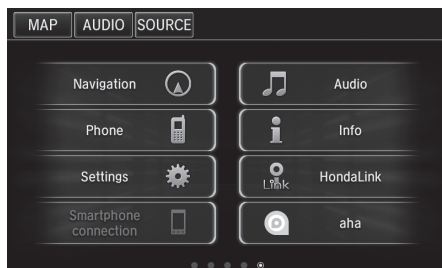 MAP AUDIO SOURCE
Navigation
Audio
Phone
Info
Settings
Link
HondaLink
Smartphone
connection
aha